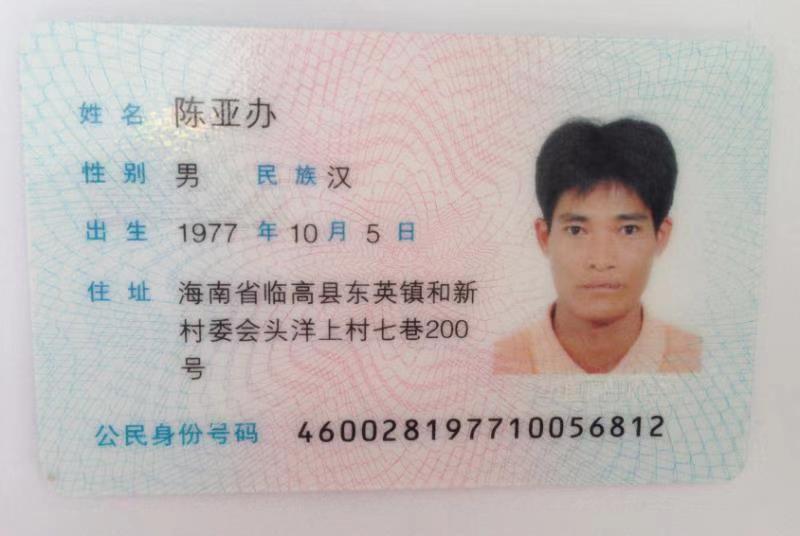 姓名 陈亚办
性别 男 民族 汉
出生 1977 年 10 月 5 日
住址 海南省临高县东英镇和新
村委会头洋上村七巷200
号
公民身份号码 460028197710056812